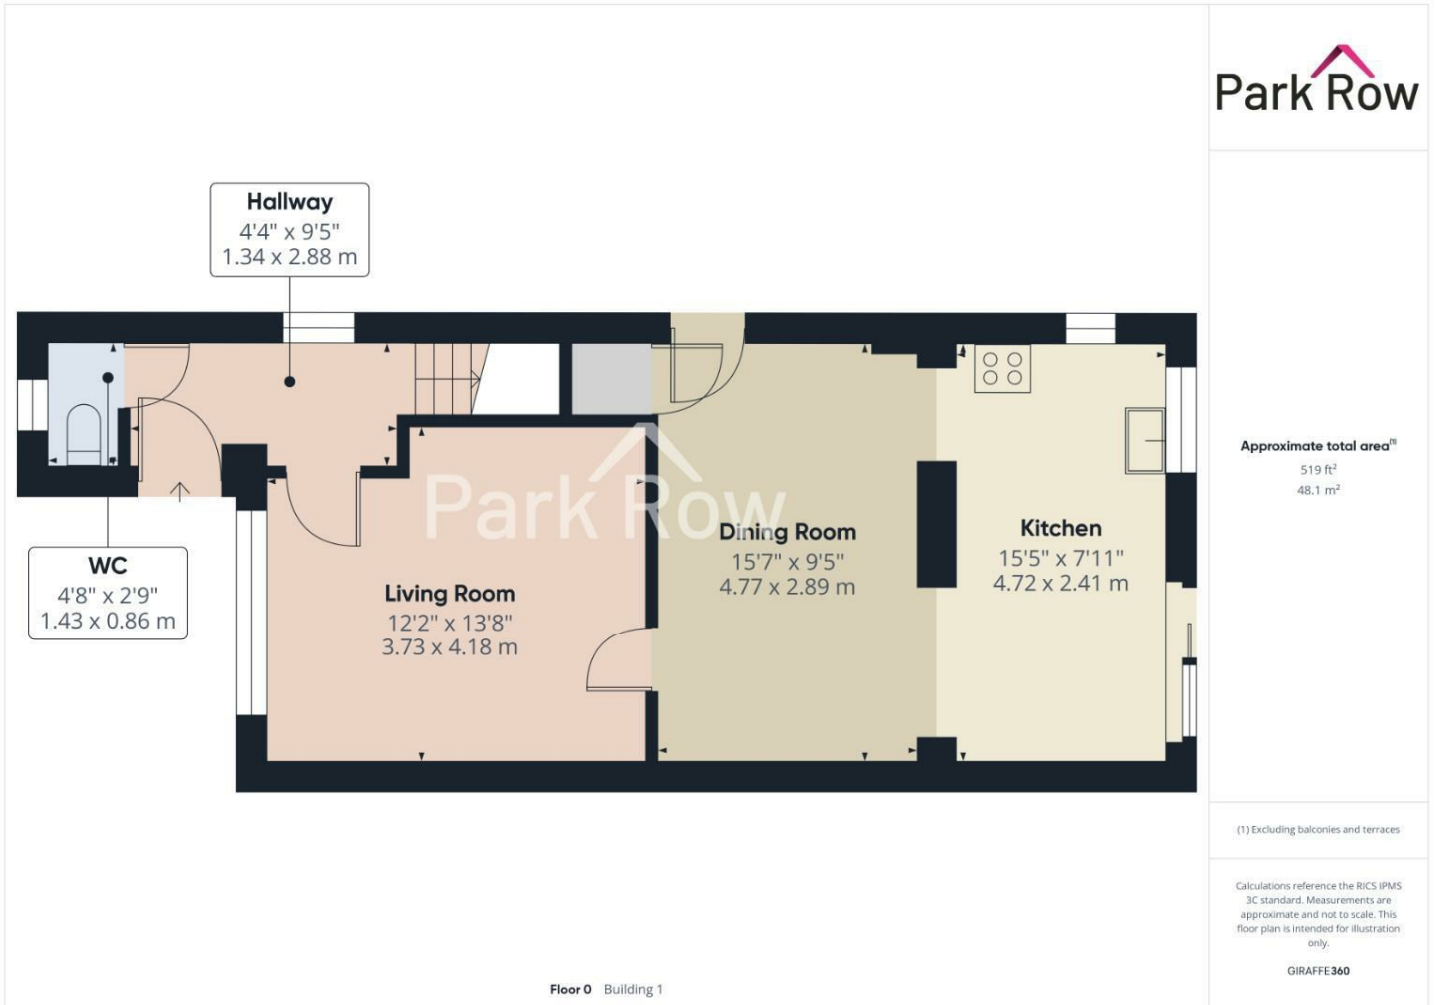 Park Row
Hallway
4'4" x 9'5"
1.34 x 2.88 m
WC
4'8" x 2'9"
1.43 x 0.86 m
Park Row
Living Room
12'2" x 13'8"
3.73 x 4.18 m
Dining Room
15'7" x 9'5"
4.77 x 2.89 m
Kitchen
15'5" x 7'11"
4.72 x 2.41 m
Approximate total area⁽¹⁾
519 ft²
48.1 m²
(1) Excluding balconies and terraces
Calculations reference the RICS IPMS
3C standard. Measurements are
approximate and not to scale. This
floor plan is intended for illustration
only.
GIRAFFE360
Floor 0 Building 1